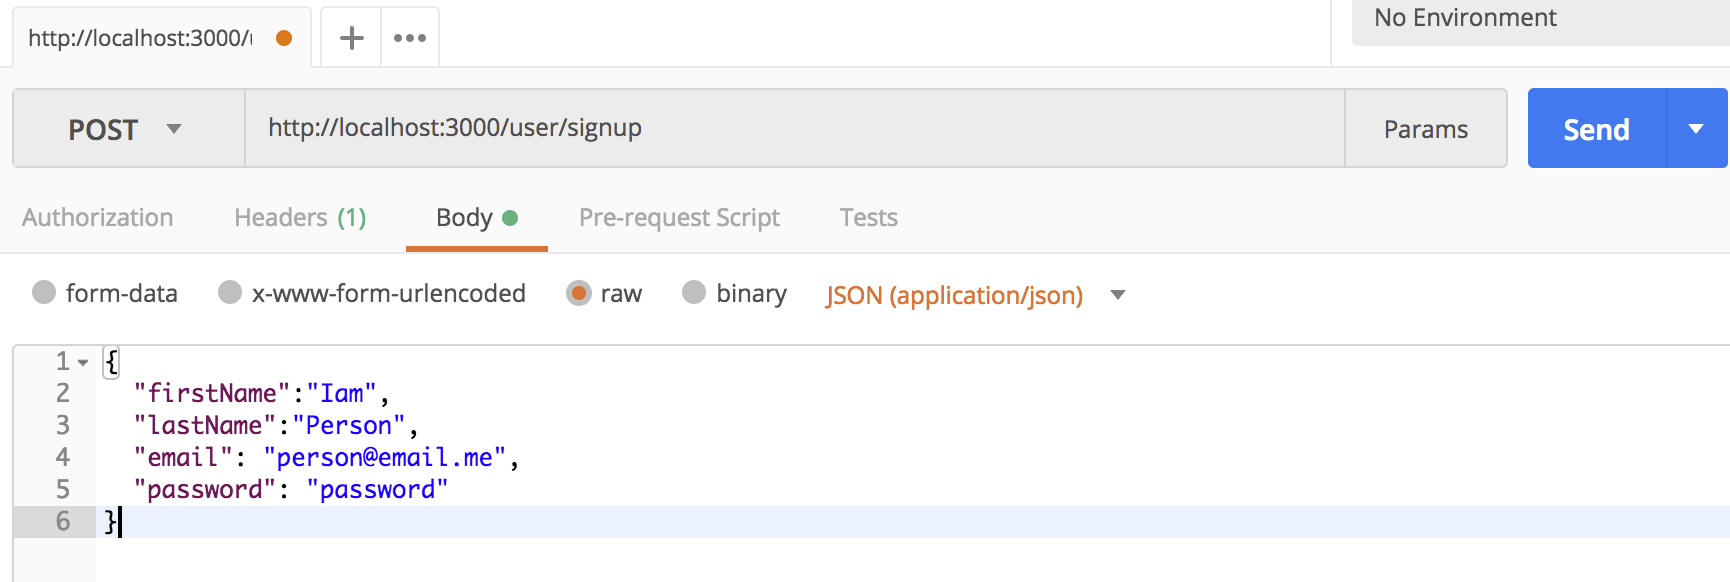 http://localhost:3000/
No Environment
POST http://localhost:3000/user/signup Params Send
Authorization Headers (1) Body Pre-request Script Tests
form-data x-www-form-urlencoded raw binary JSON (application/json)
1 {
2 "firstName":"Iam",
3 "lastName":"Person",
4 "email": "person@email.me",
5 "password": "password"
6 }